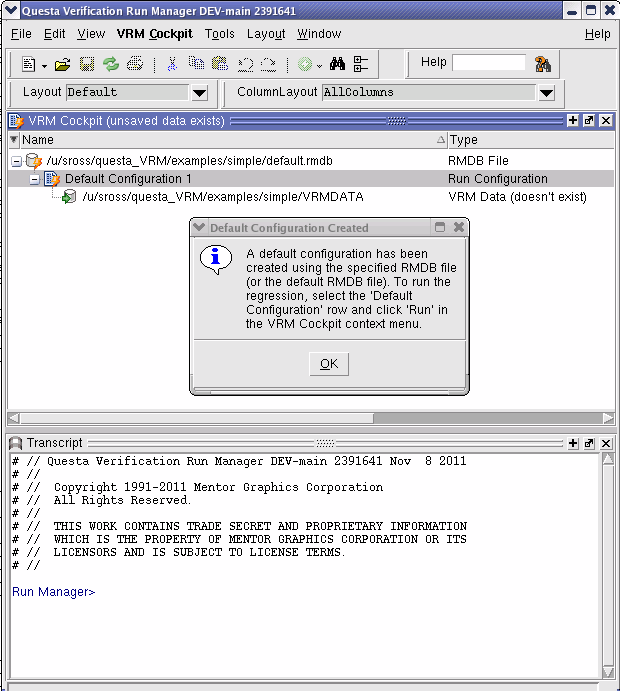 Questa Verification Run Manager DEV-main 2391641
File Edit View VRM Cockpit Tools Layout Window Help
Help
Layout Default ColumnLayout AllColumns
VRM Cockpit (unsaved data exists)
Name Type
/u/sross/questa_VRM/examples/simple/default.rmdb RMDB File
Default Configuration 1 Run Configuration
/u/sross/questa_VRM/examples/simple/VRMDATA VRM Data (doesn't exist)
Default Configuration Created
A default configuration has been
created using the specified RMDB file
(or the default RMDB file). To run the
regression, select the 'Default
Configuration' row and click 'Run' in
the VRM Cockpit context menu.
OK
Transcript
# // Questa Verification Run Manager DEV-main 2391641 Nov  8 2011
# //
# //  Copyright 1991-2011 Mentor Graphics Corporation
# //  All Rights Reserved.
# //
# //  THIS WORK CONTAINS TRADE SECRET AND PROPRIETARY INFORMATION
# //  WHICH IS THE PROPERTY OF MENTOR GRAPHICS CORPORATION OR ITS
# //  LICENSORS AND IS SUBJECT TO LICENSE TERMS.
# //
Run Manager>